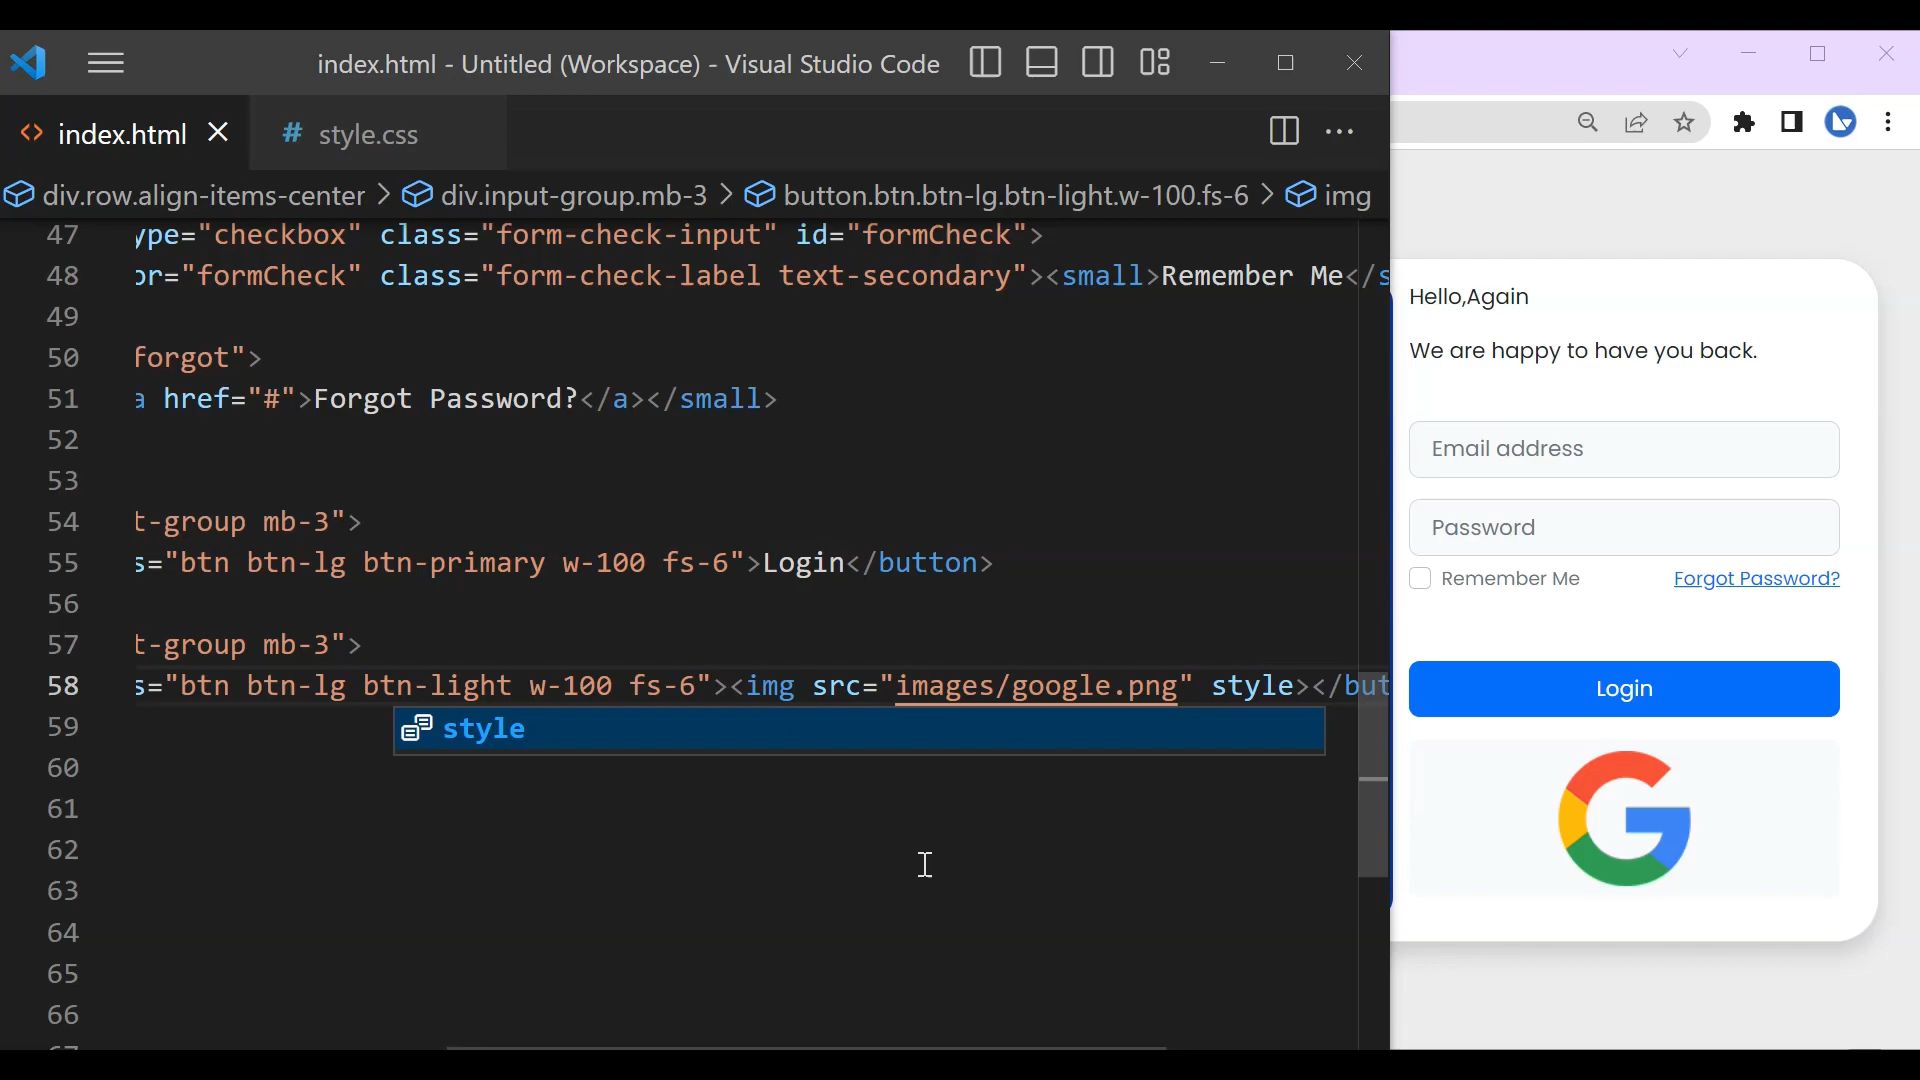 index.html - Untitled (Workspace) - Visual Studio Code
index.html
# style.css
div.row.align-items-center > div.input-group.mb-3 > button.btn.btn-lg.btn-light.w-100.fs-6 > img
47 ype="checkbox" class="form-check-input" id="formCheck">
48 or="formCheck" class="form-check-label text-secondary"><small>Remember Me</s
49
50 forgot">
51 a href="#">Forgot Password?</a></small>
52
53
54 t-group mb-3">
55 s="btn btn-lg btn-primary w-100 fs-6">Login</button>
56
57 t-group mb-3">
58 s="btn btn-lg btn-light w-100 fs-6"><img src="images/google.png" style></but
style
59
60
61
62
63
64
65
66
67
Hello,Again
We are happy to have you back.
Email address
Password
Remember Me
Forgot Password?
Login